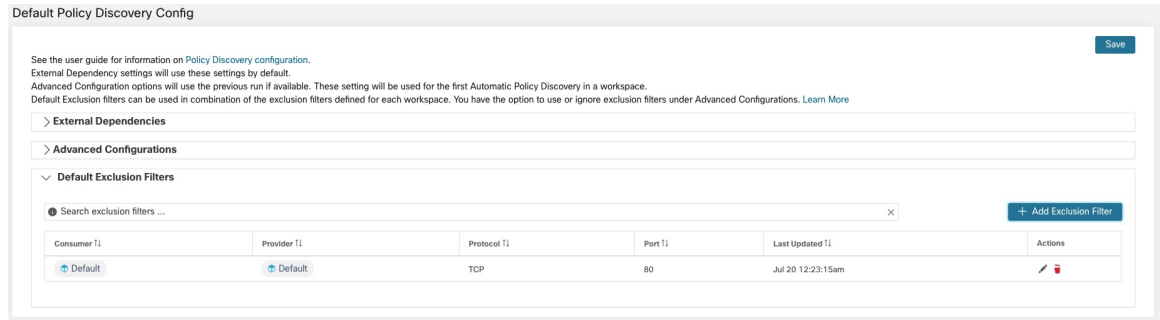 Default Policy Discovery Config
Save
See the user guide for information on Policy Discovery configuration.
External Dependency settings will use these settings by default.
Advanced Configuration options will use the previous run if available. These setting will be used for the first Automatic Policy Discovery in a workspace.
Default Exclusion filters can be used in combination of the exclusion filters defined for each workspace. You have the option to use or ignore exclusion filters under Advanced Configurations. Learn More
External Dependencies
Advanced Configurations
Default Exclusion Filters
Search exclusion filters ...
+ Add Exclusion Filter
Consumer Provider Protocol Port Last Updated Actions
Default Default TCP 80 Jul 20 12:23:15am